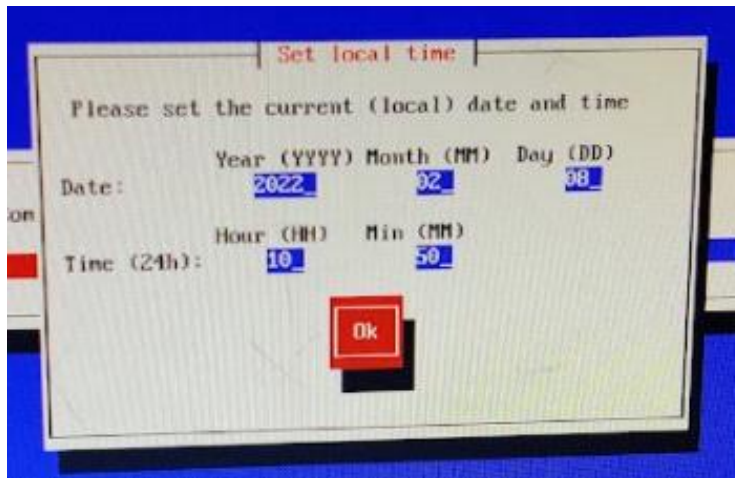 Set local time
Please set the current (local) date and time
Year (YYYY) Month (MM) Day (DD)
Date: 2022_ 02_ 08_
Hour (HH) Min (MM)
Time (24h): 10_ 50_
Ok